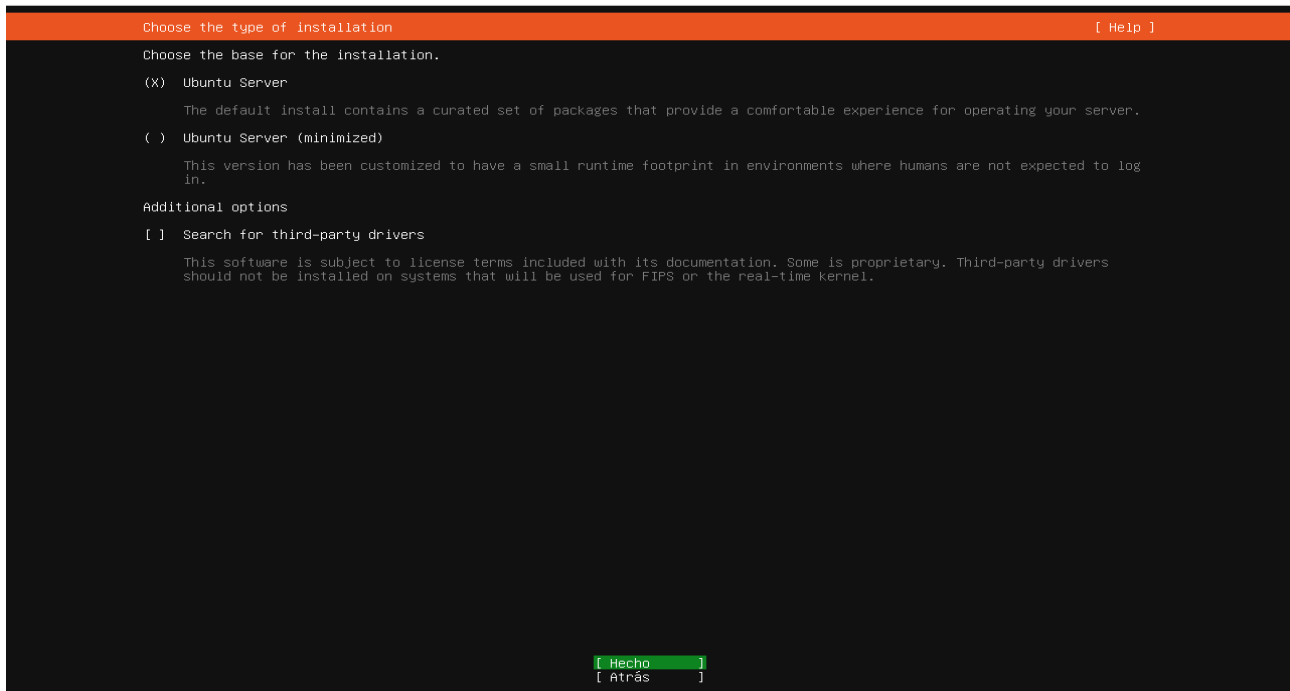 Choose the type of installation [ Help ]
Choose the base for the installation.
(X) Ubuntu Server
The default install contains a curated set of packages that provide a comfortable experience for operating your server.
( ) Ubuntu Server (minimized)
This version has been customized to have a small runtime footprint in environments where humans are not expected to log
in.
Additional options
[ ] Search for third-party drivers
This software is subject to license terms included with its documentation. Some is proprietary. Third-party drivers
should not be installed on systems that will be used for FIPS or the real-time kernel.
[ Hecho ]
[ Atrás ]